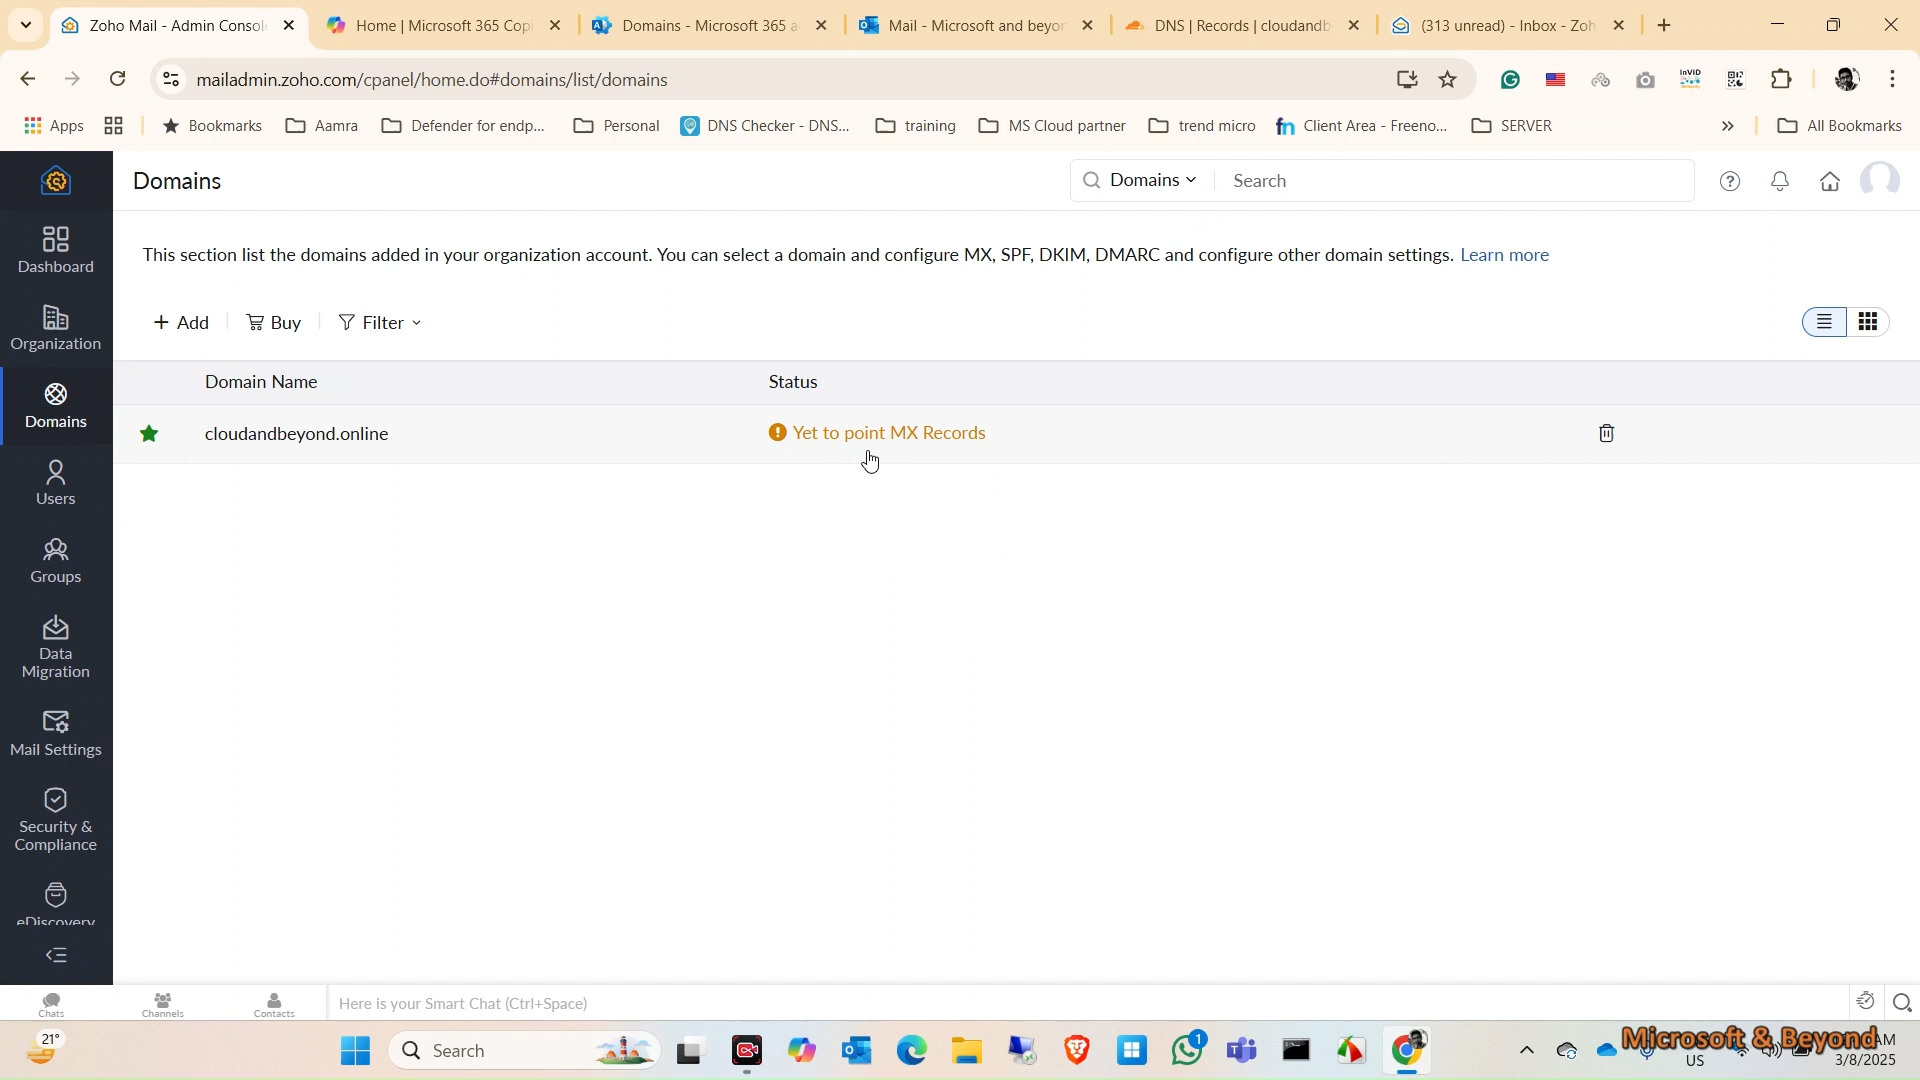 Zoho Mail - Admin Consol
Home | Microsoft 365 Cop
Domains - Microsoft 365 a
Mail - Microsoft and beyon
DNS | Records | cloudandb
(313 unread) - Inbox - Zoh
mailadmin.zoho.com/cpanel/home.do#domains/list/domains
InVID
Apps
Bookmarks
Aamra
Defender for endp...
Personal
DNS Checker - DNS...
training
MS Cloud partner
trend micro
Client Area - Freeno...
SERVER
All Bookmarks
Domains
Domains
Search
This section list the domains added in your organization account. You can select a domain and configure MX, SPF, DKIM, DMARC and configure other domain settings. Learn more
Add
Buy
Filter
Domain Name
Status
cloudandbeyond.online
Yet to point MX Records
Dashboard
Organization
Domains
Users
Groups
Data
Migration
Mail Settings
Security &
Compliance
eDiscovery
Chats
Channels
Contacts
Here is your Smart Chat (Ctrl+Space)
21°
Search
1
US
Microsoft & Beyond
AM
3/8/2025